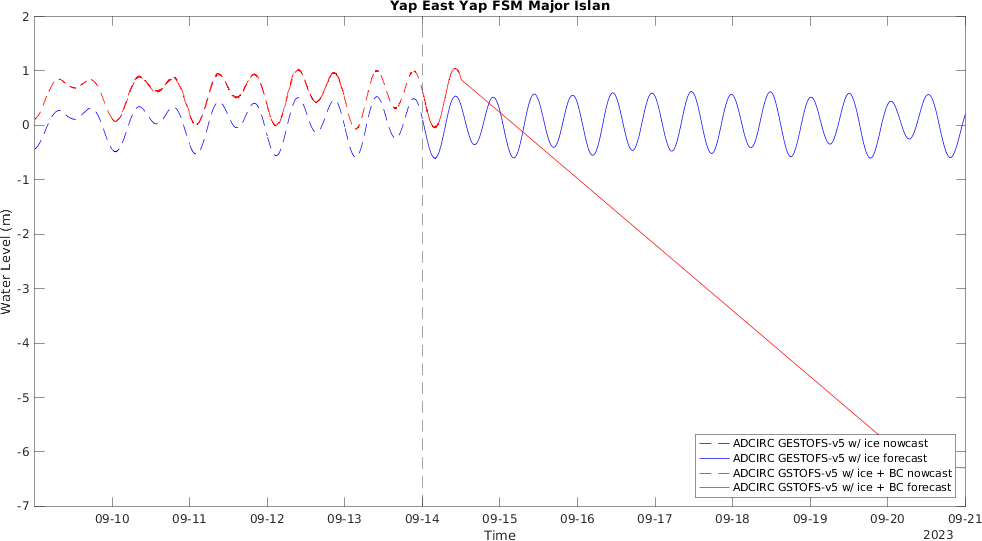 Yap East Yap FSM Major Islan
Water Level (m)
2
1
0
-1
-2
-3
-4
-5
-6
-7
ADCIRC GESTOFS-v5 w/ ice nowcast
ADCIRC GESTOFS-v5 w/ ice forecast
ADCIRC GSTOFS-v5 w/ ice + BC nowcast
ADCIRC GSTOFS-v5 w/ ice + BC forecast
09-10 09-11 09-12 09-13 09-14 09-15 09-16 09-17 09-18 09-19 09-20 09-21
Time
2023